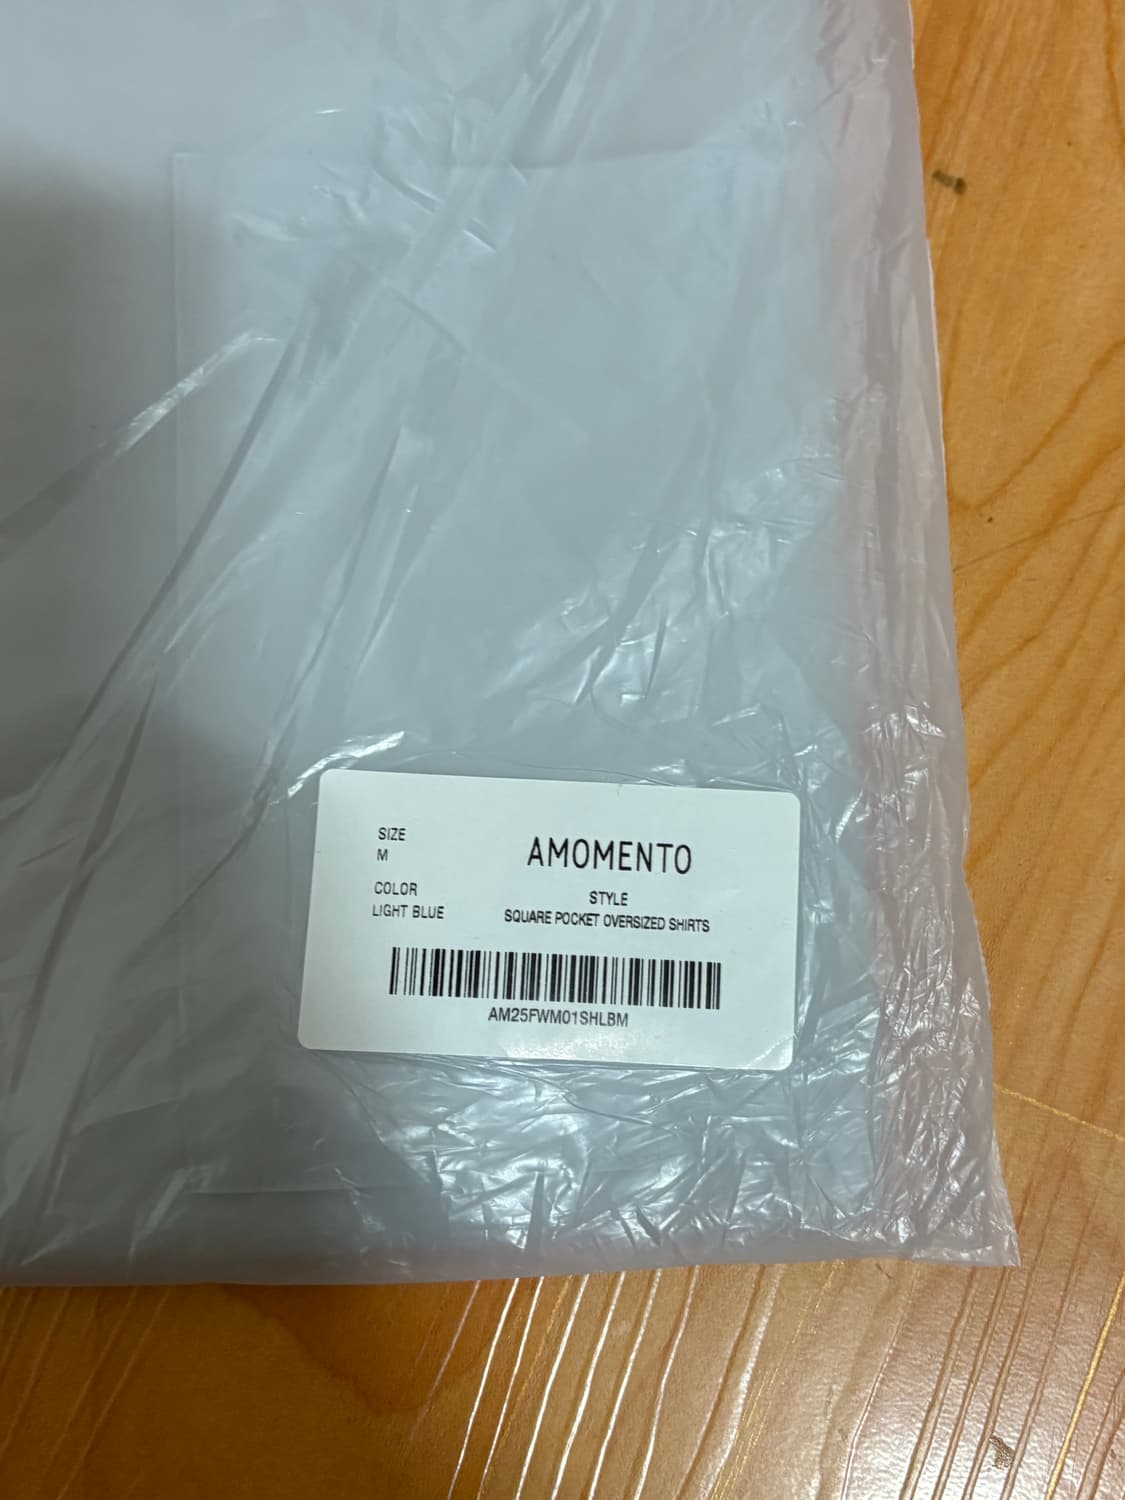 SIZE
M
COLOR
LIGHT BLUE
AMOMENTO
STYLE
SQUARE POCKET OVERSIZED SHIRTS
AM25FWM01SHLBM